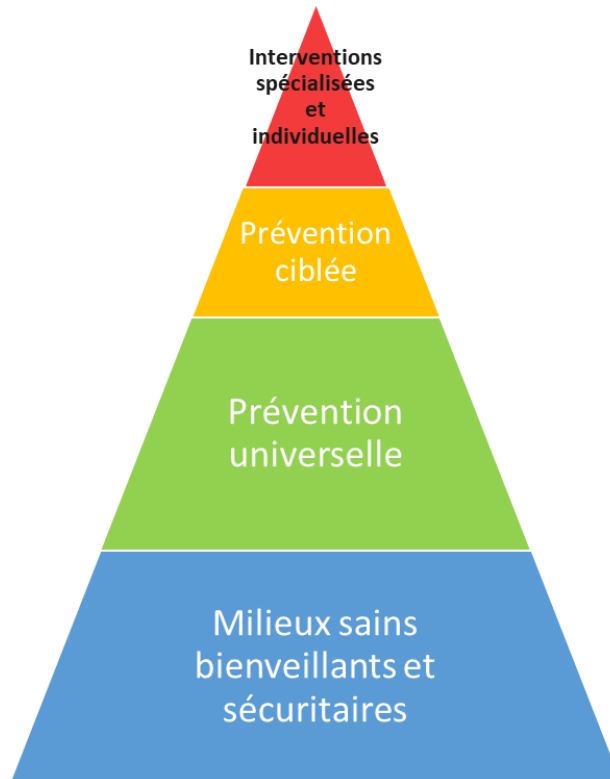 Interventions
spécialisées
et
individuelles
Prévention
ciblée
Prévention
universelle
Milieux sains
bienveillants et
sécuritaires